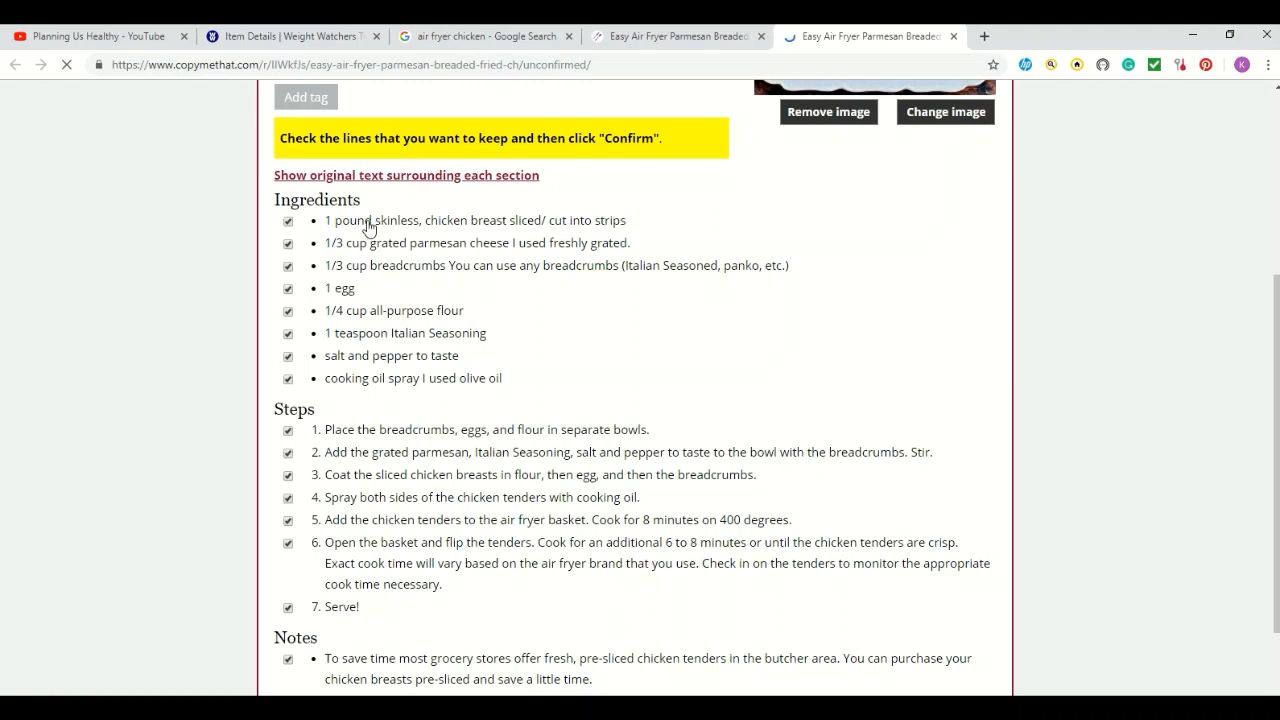 Planning Us Healthy - YouTube
Item Details | Weight Watchers
air fryer chicken - Google Search
Easy Air Fryer Parmesan Breaded
Easy Air Fryer Parmesan Breaded
https://www.copymethat.com/r/IlWkfJs/easy-air-fryer-parmesan-breaded-fried-ch/unconfirmed/
K
Add tag
Remove image
Change image
Check the lines that you want to keep and then click "Confirm".
Show original text surrounding each section
Ingredients
• 1 pound skinless, chicken breast sliced/ cut into strips
• 1/3 cup grated parmesan cheese I used freshly grated.
• 1/3 cup breadcrumbs You can use any breadcrumbs (Italian Seasoned, panko, etc.)
• 1 egg
• 1/4 cup all-purpose flour
• 1 teaspoon Italian Seasoning
• salt and pepper to taste
• cooking oil spray I used olive oil
Steps
1. Place the breadcrumbs, eggs, and flour in separate bowls.
2. Add the grated parmesan, Italian Seasoning, salt and pepper to taste to the bowl with the breadcrumbs. Stir.
3. Coat the sliced chicken breasts in flour, then egg, and then the breadcrumbs.
4. Spray both sides of the chicken tenders with cooking oil.
5. Add the chicken tenders to the air fryer basket. Cook for 8 minutes on 400 degrees.
6. Open the basket and flip the tenders. Cook for an additional 6 to 8 minutes or until the chicken tenders are crisp.
Exact cook time will vary based on the air fryer brand that you use. Check in on the tenders to monitor the appropriate
cook time necessary.
7. Serve!
Notes
• To save time most grocery stores offer fresh, pre-sliced chicken tenders in the butcher area. You can purchase your
chicken breasts pre-sliced and save a little time.